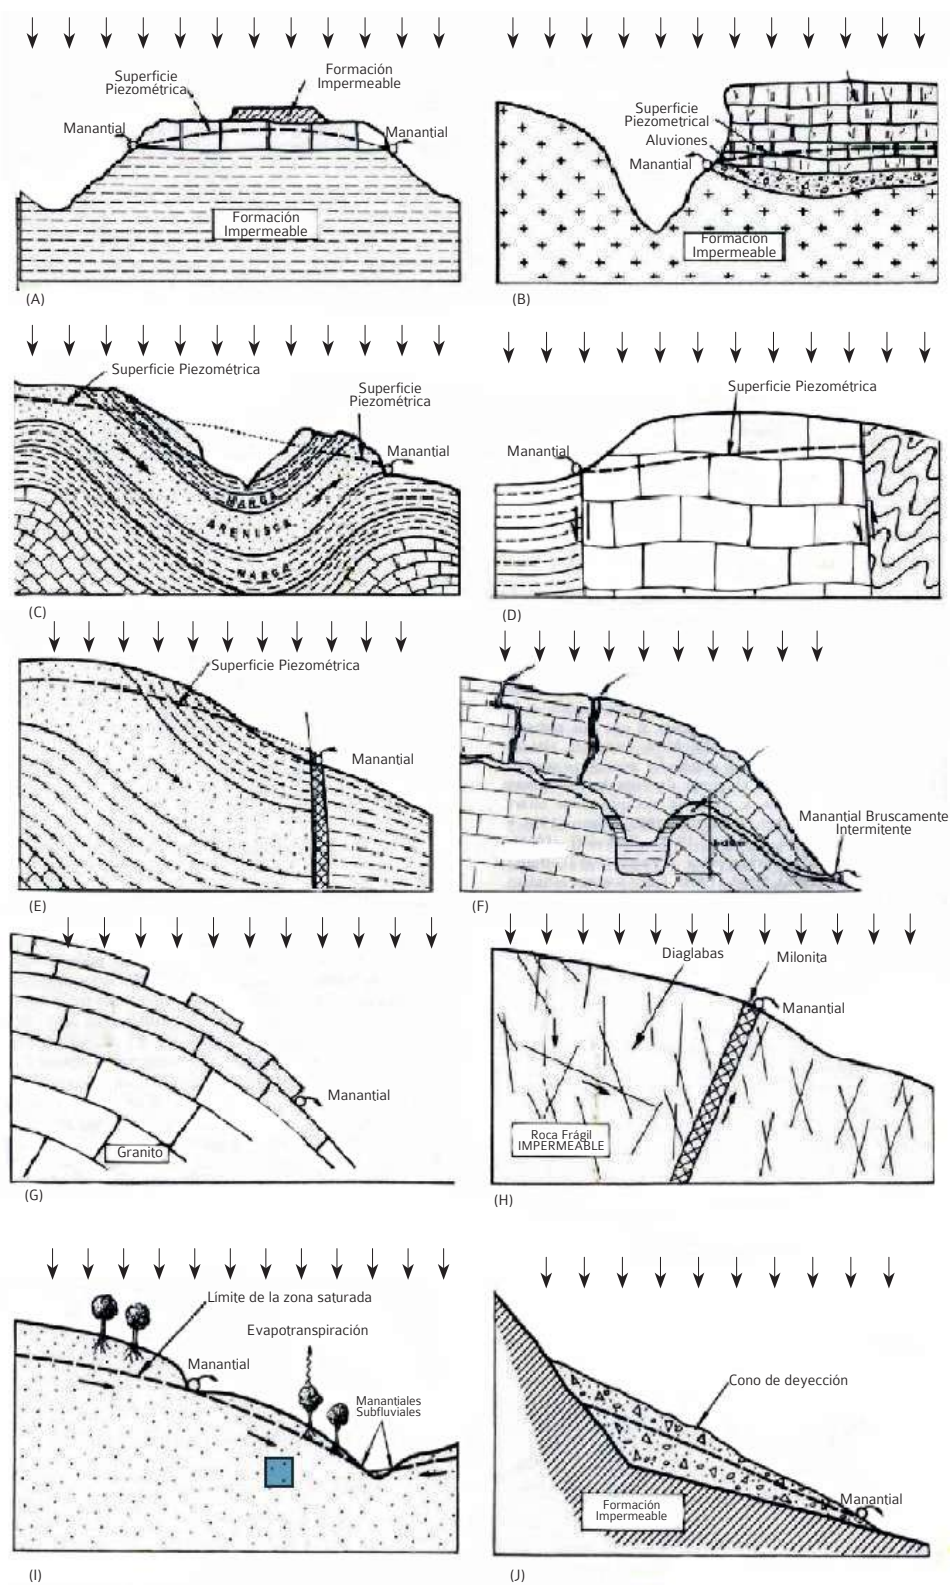 Superficie
Piezométrica
Formación
Impermeable
Manantial
Manantial
Formación
Impermeable
(A)
Superficie
Piezometrical
Aluviones
Manantial
Formación
Impermeable
(B)
Superficie Piezométrica
Superficie
Piezométrica
Manantial
MARGA
ARENISCA
MARGA
(C)
Superficie Piezométrica
Manantial
(D)
Superficie Piezométrica
Manantial
(E)
Manantial Bruscamente
Intermitente
(F)
Manantial
Granito
(G)
Diaglabas
Milonita
Manantial
Roca Frágil
IMPERMEABLE
(H)
Límite de la zona saturada
Evapotranspiración
Manantial
Manantiales
Subfluviales
(I)
Cono de deyección
Manantial
Formación
Impermeable
(J)